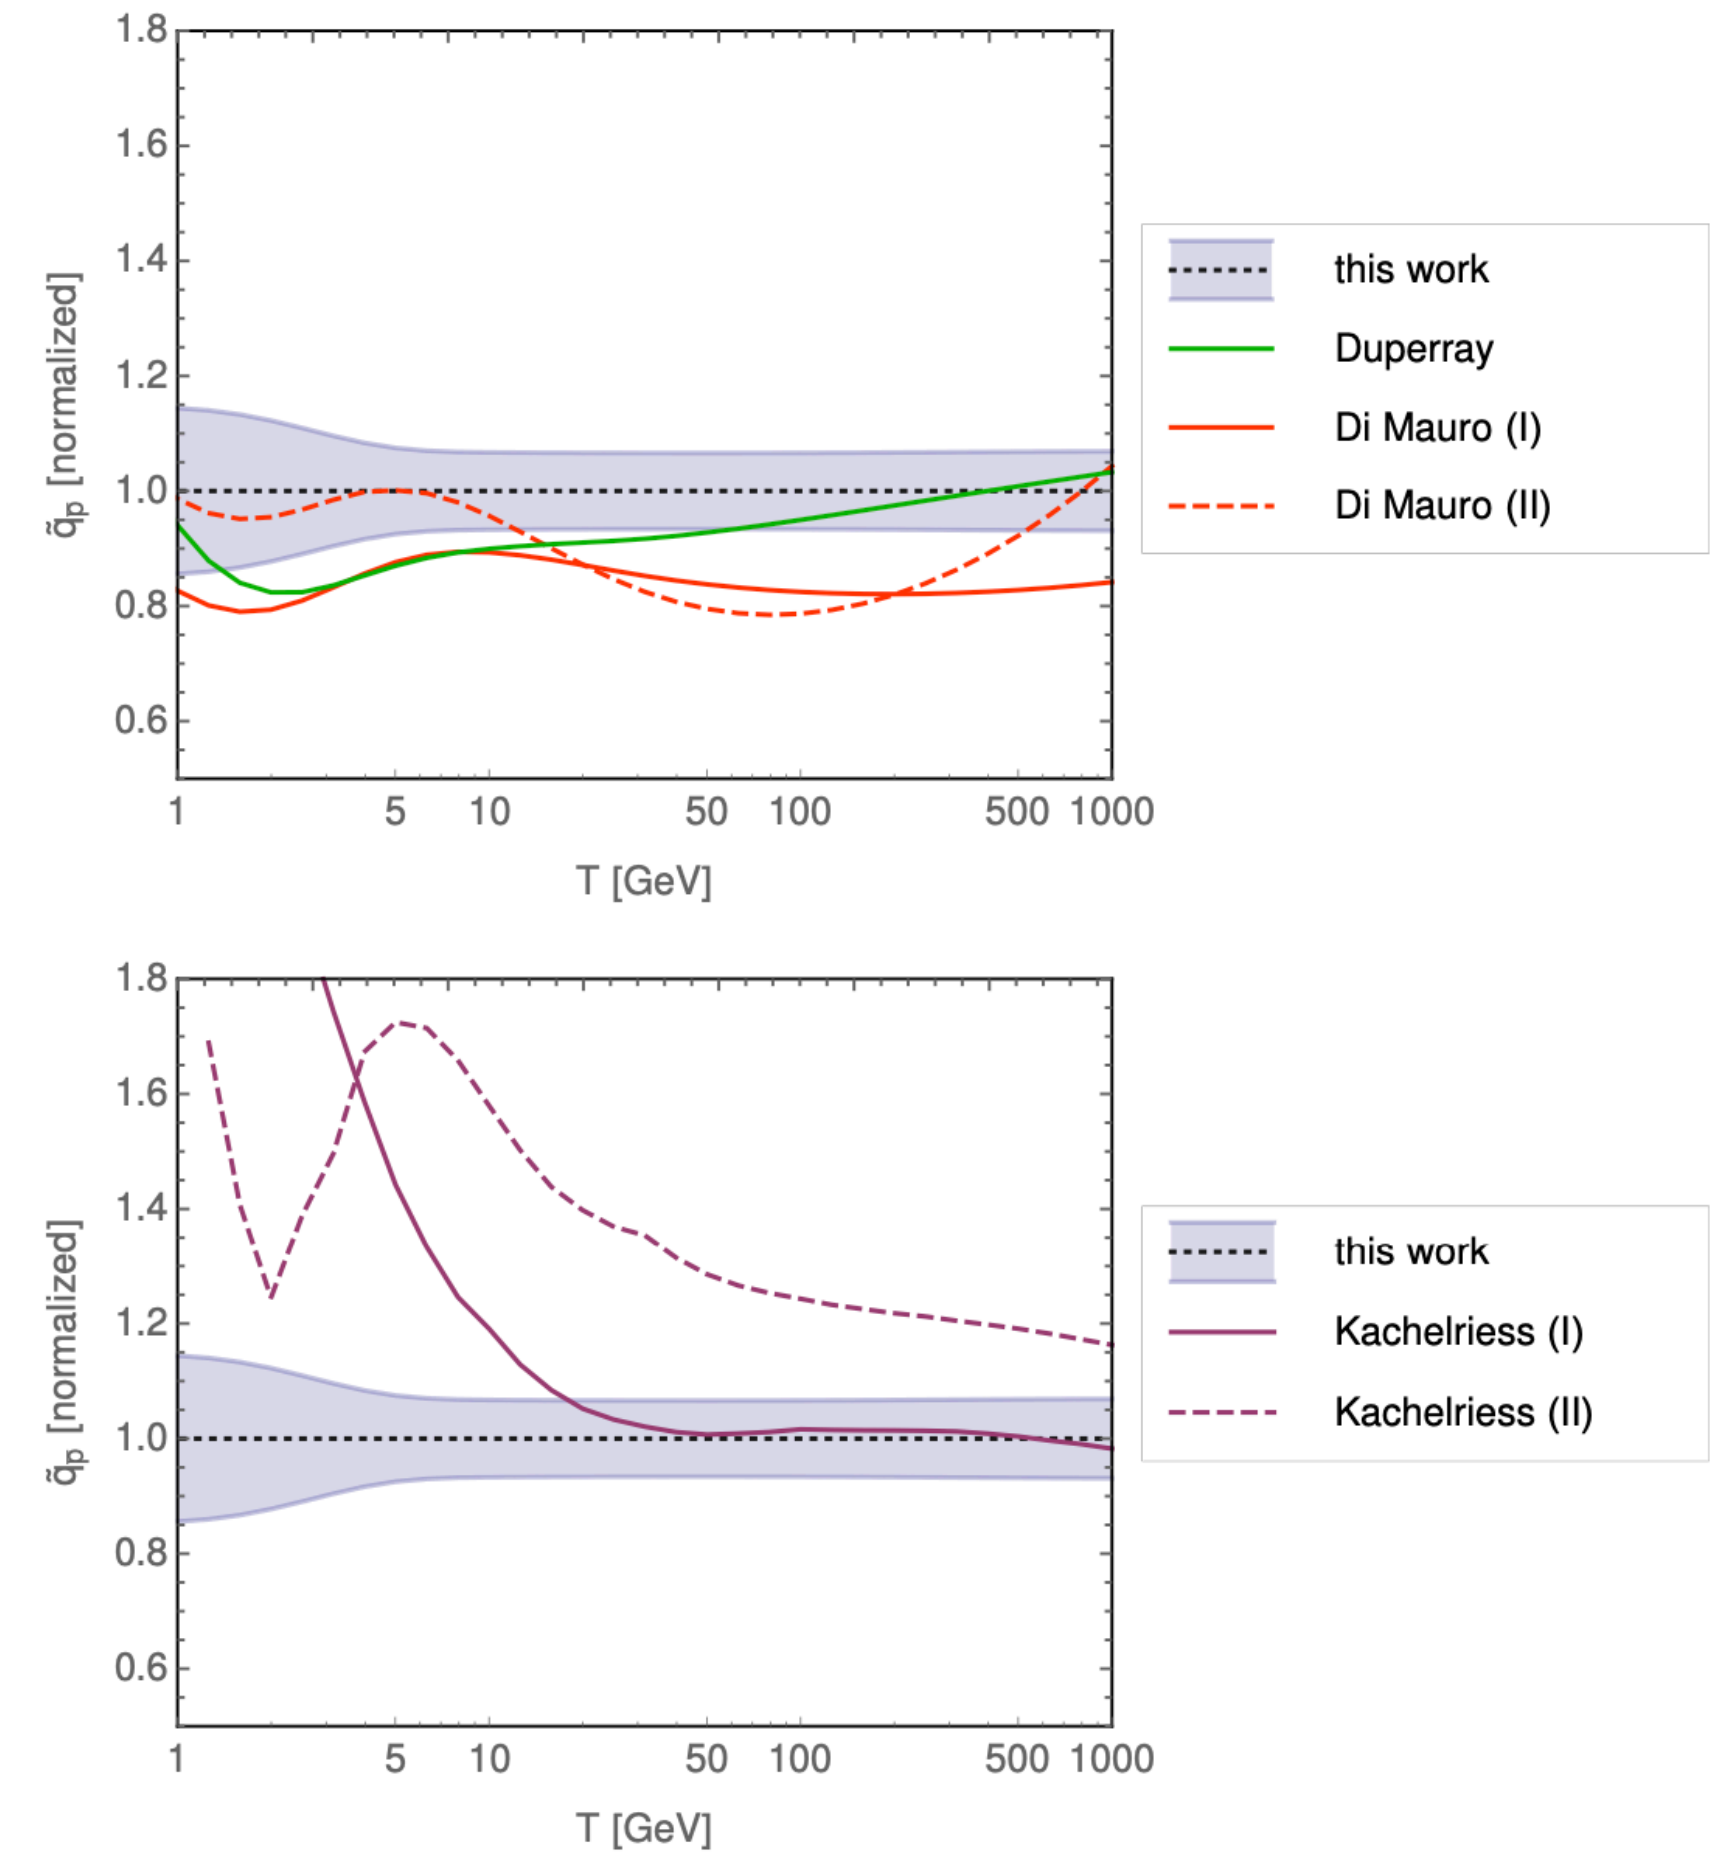 1.8
1.6
1.4
1.2
1.0
0.8
0.6
q̃p [normalized]
1 5 10 50 100 500 1000
T [GeV]
this work
Duperray
Di Mauro (I)
Di Mauro (II)
1.8
1.6
1.4
1.2
1.0
0.8
0.6
q̃p [normalized]
1 5 10 50 100 500 1000
T [GeV]
this work
Kachelriess (I)
Kachelriess (II)